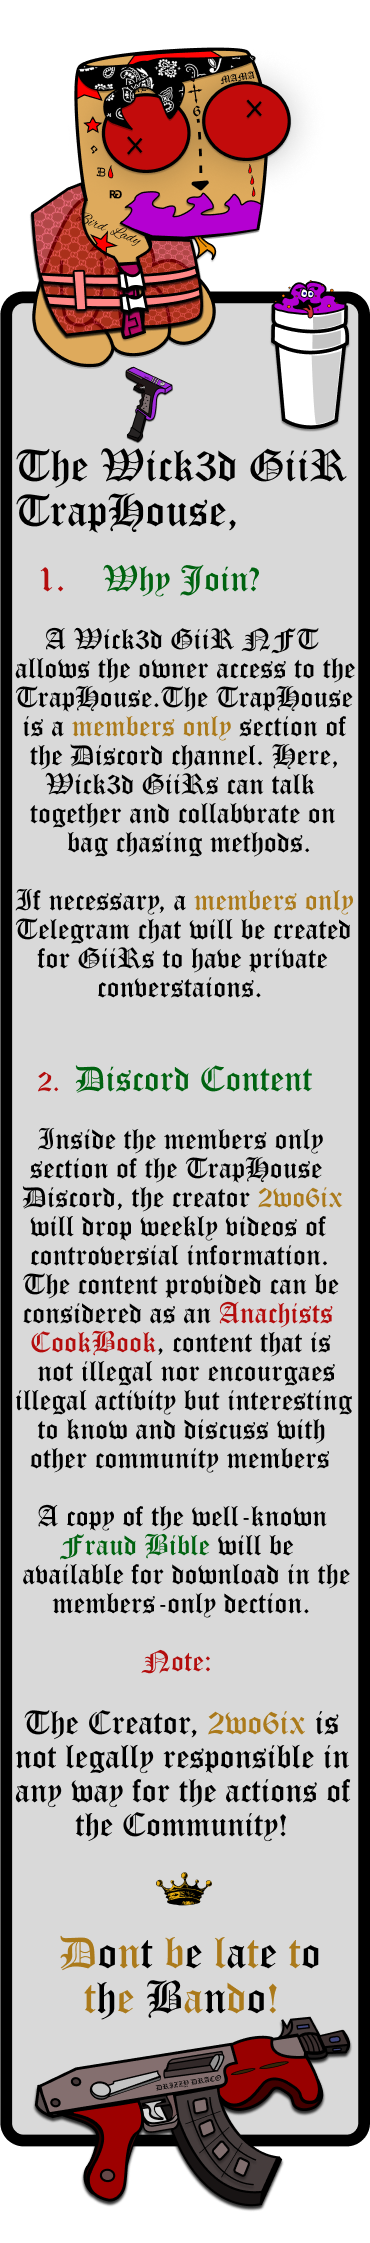 MAMA
G
B
RG
Bird Lady
The Wick3d GiiR
TrapHouse,
1. Why Join?
A Wick3d GiiR NFT
allows the owner access to the
TrapHouse.The TrapHouse
is a members only section of
the Discord channel. Here,
Wick3d GiiRs can talk
together and collabvrate on
bag chasing methods.
If necessary, a members only
Telegram chat will be created
for GiiRs to have private
converstaions.
2. Discord Content
Inside the members only
section of the TrapHouse
Discord, the creator 2wo6ix
will drop weekly videos of
controversial information.
The content provided can be
considered as an Anachists
CookBook, content that is
not illegal nor encourgaes
illegal activity but interesting
to know and discuss with
other community members
A copy of the well-known
Fraud Bible will be
available for download in the
members-only dection.
Note:
The Creator, 2wo6ix is
not legally responsible in
any way for the actions of
the Community!
Dont be late to
the Bando!
DRIZZY DRACO